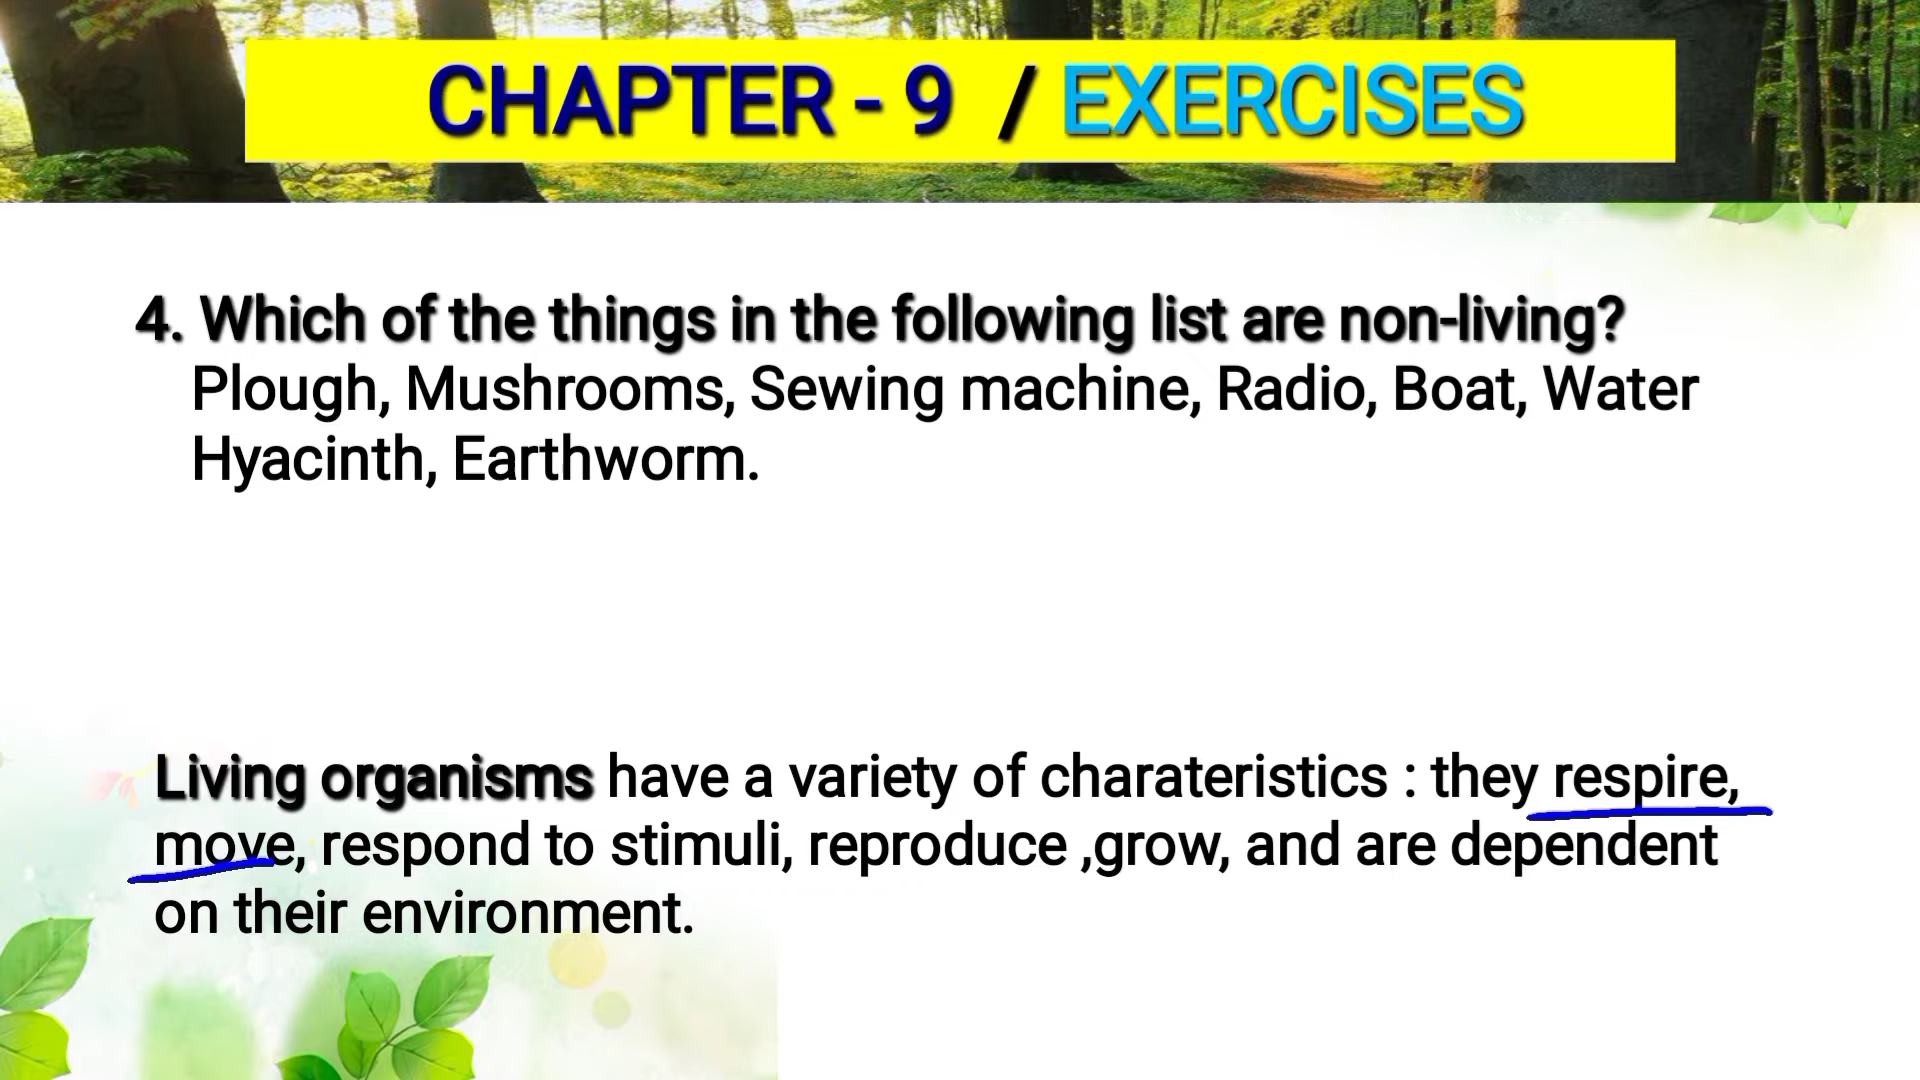 CHAPTER - 9 / EXERCISES
4. Which of the things in the following list are non-living?
Plough, Mushrooms, Sewing machine, Radio, Boat, Water
Hyacinth, Earthworm.
Living organisms have a variety of charateristics : they respire,
move, respond to stimuli, reproduce ,grow, and are dependent
on their environment.